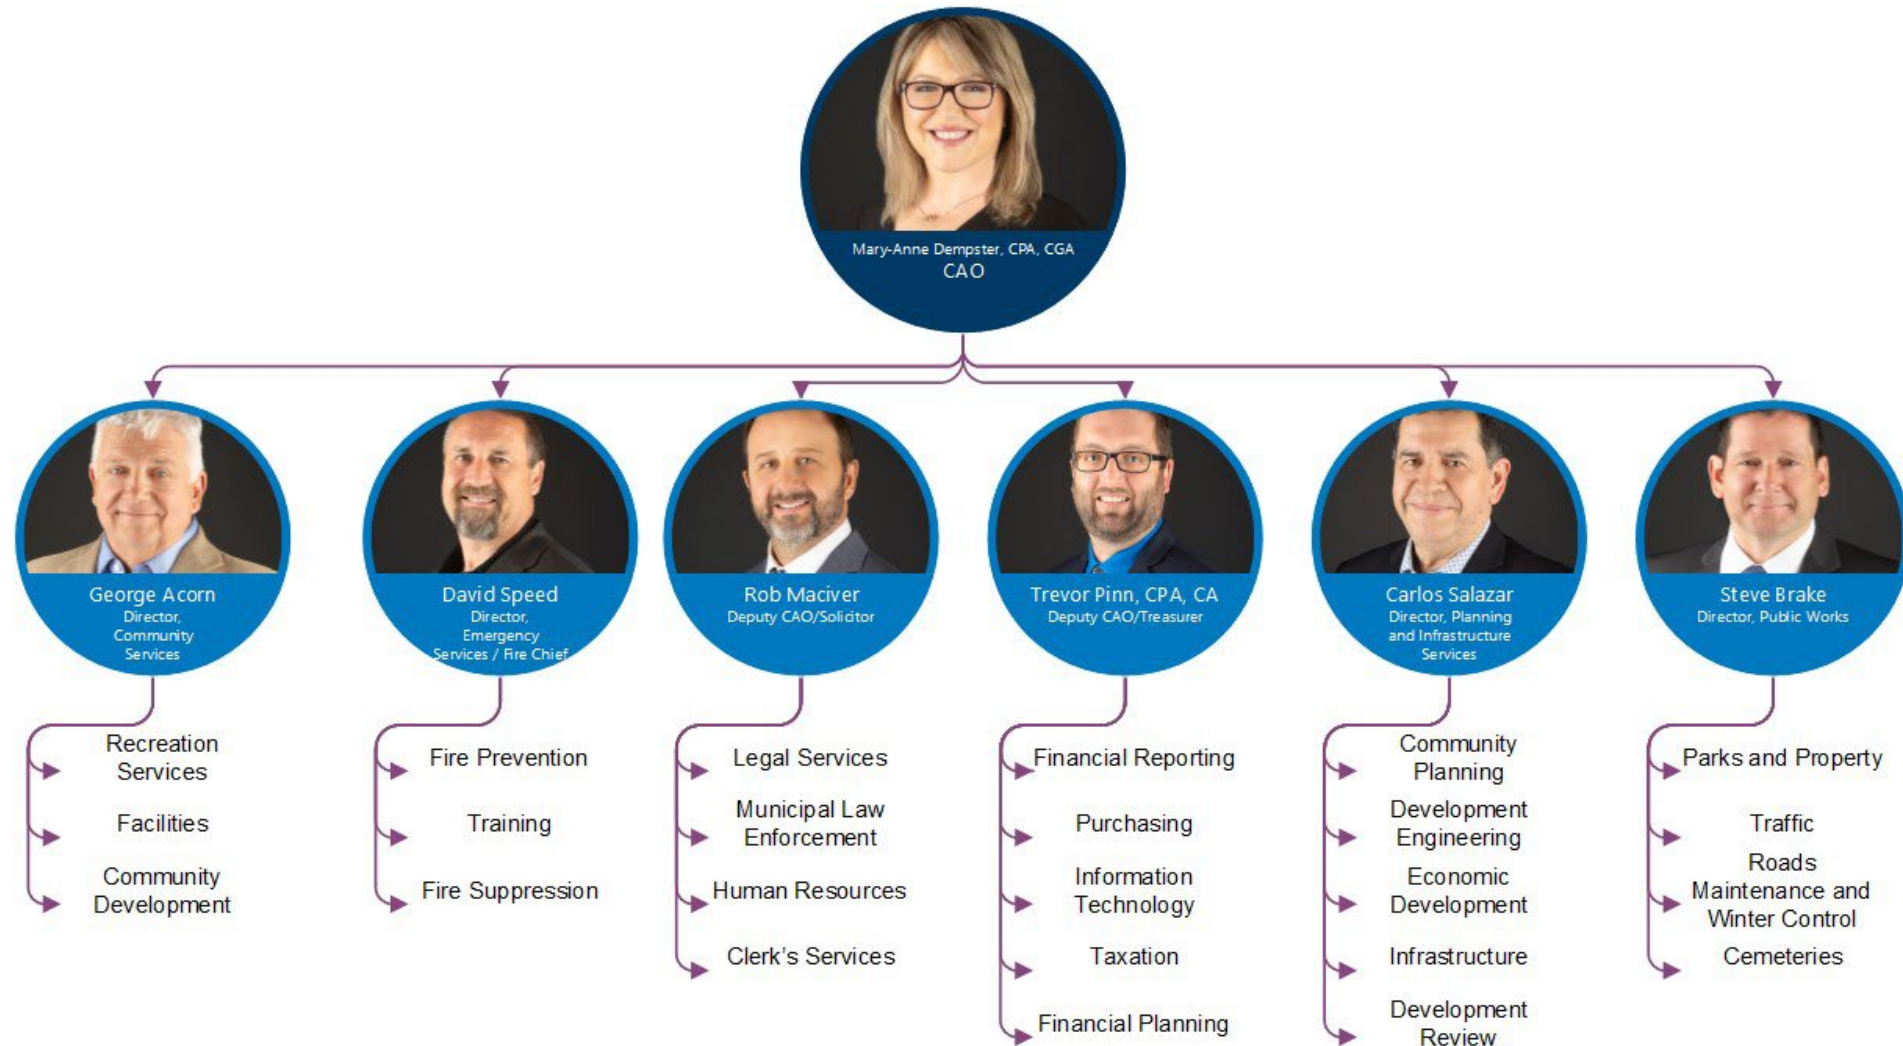 Mary-Anne Dempster, CPA, CGA
CAO
George Acorn
Director,
Community
Services
David Speed
Director,
Emergency
Services / Fire Chief
Rob Maciver
Deputy CAO/Solicitor
Trevor Pinn, CPA, CA
Deputy CAO/Treasurer
Carlos Salazar
Director, Planning
and Infrastructure
Services
Steve Brake
Director, Public Works
Recreation
Services
Facilities
Community
Development
Fire Prevention
Training
Fire Suppression
Legal Services
Municipal Law
Enforcement
Human Resources
Clerk's Services
Financial Reporting
Purchasing
Information
Technology
Taxation
Financial Planning
Community
Planning
Development
Engineering
Economic
Development
Infrastructure
Development
Review
Parks and Property
Traffic
Roads
Maintenance and
Winter Control
Cemeteries